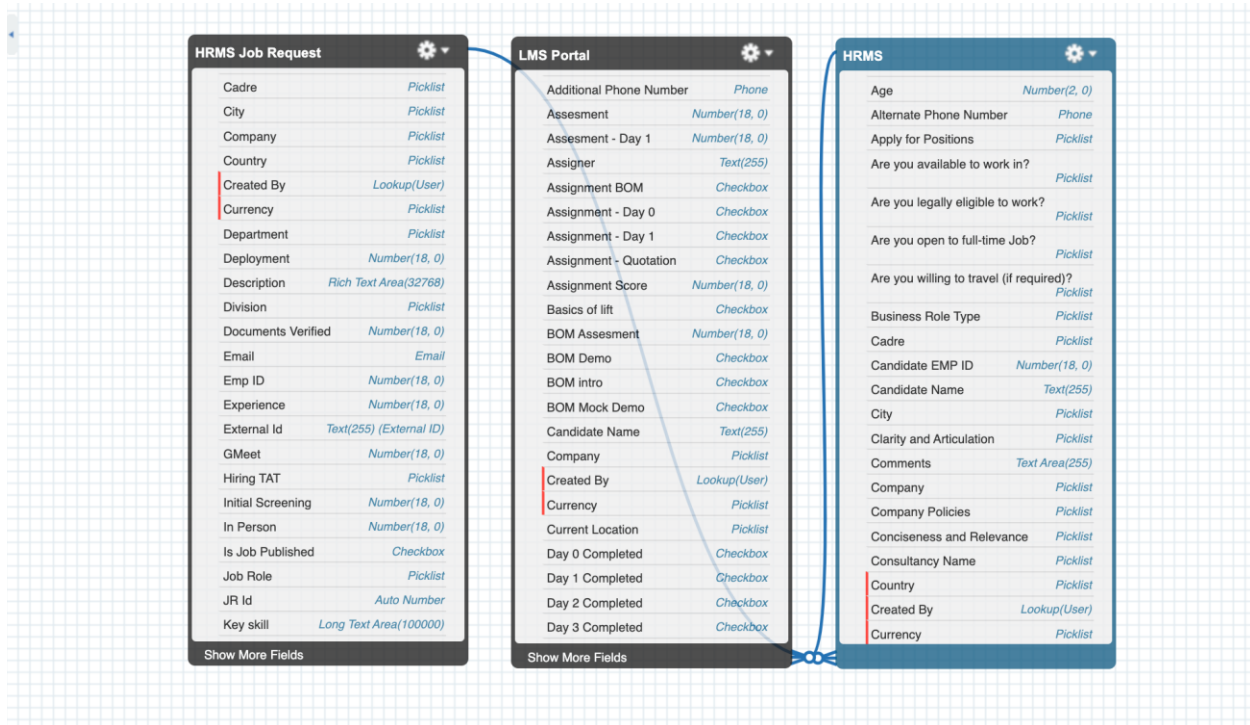 HRMS Job Request
Cadre Picklist
City Picklist
Company Picklist
Country Picklist
Created By Lookup(User)
Currency Picklist
Department Picklist
Deployment Number(18, 0)
Description Rich Text Area(32768)
Division Picklist
Documents Verified Number(18, 0)
Email Email
Emp ID Number(18, 0)
Experience Number(18, 0)
External Id Text(255) (External ID)
GMeet Number(18, 0)
Hiring TAT Picklist
Initial Screening Number(18, 0)
In Person Number(18, 0)
Is Job Published Checkbox
Job Role Picklist
JR Id Auto Number
Key skill Long Text Area(100000)
Show More Fields
LMS Portal
Additional Phone Number Phone
Assesment Number(18, 0)
Assesment - Day 1 Number(18, 0)
Assigner Text(255)
Assignment BOM Checkbox
Assignment - Day 0 Checkbox
Assignment - Day 1 Checkbox
Assignment - Quotation Checkbox
Assignment Score Number(18, 0)
Basics of lift Checkbox
BOM Assesment Number(18, 0)
BOM Demo Checkbox
BOM intro Checkbox
BOM Mock Demo Checkbox
Candidate Name Text(255)
Company Picklist
Created By Lookup(User)
Currency Picklist
Current Location Picklist
Day 0 Completed Checkbox
Day 1 Completed Checkbox
Day 2 Completed Checkbox
Day 3 Completed Checkbox
Show More Fields
HRMS
Age Number(2, 0)
Alternate Phone Number Phone
Apply for Positions Picklist
Are you available to work in?
Picklist
Are you legally eligible to work?
Picklist
Are you open to full-time Job?
Picklist
Are you willing to travel (if required)?
Picklist
Business Role Type Picklist
Cadre Picklist
Candidate EMP ID Number(18, 0)
Candidate Name Text(255)
City Picklist
Clarity and Articulation Picklist
Comments Text Area(255)
Company Picklist
Company Policies Picklist
Conciseness and Relevance Picklist
Consultancy Name Picklist
Country Picklist
Created By Lookup(User)
Currency Picklist